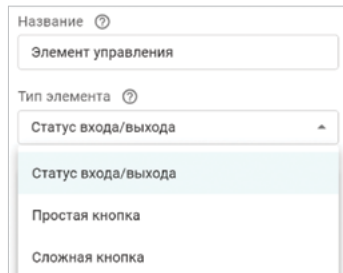 Название
Элемент управления
Тип элемента
Статус входа/выхода
Статус входа/выхода
Простая кнопка
Сложная кнопка